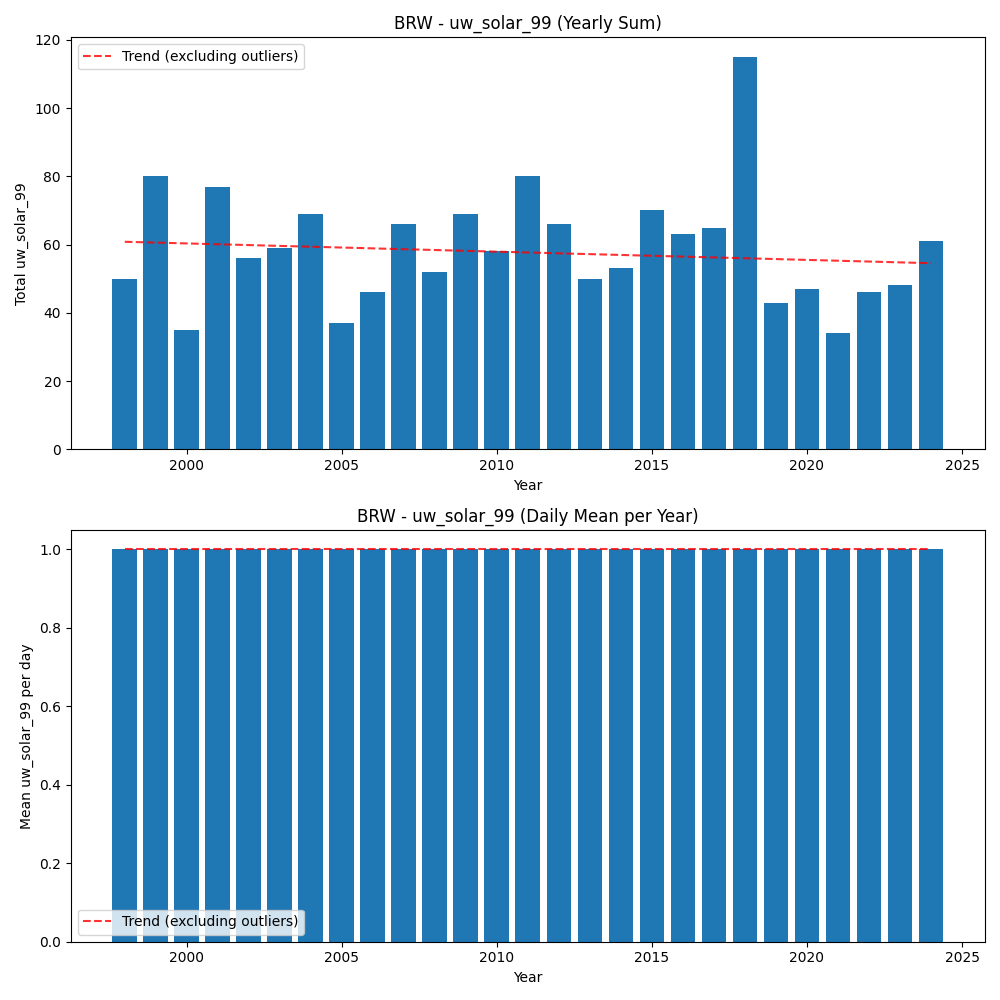 BRW - uw_solar_99 (Yearly Sum)
Total uw_solar_99
120
100
80
60
40
20
0
Trend (excluding outliers)
2000 2005 2010 2015 2020 2025
Year
BRW - uw_solar_99 (Daily Mean per Year)
Mean uw_solar_99 per day
1.0
0.8
0.6
0.4
0.2
0.0
Trend (excluding outliers)
2000 2005 2010 2015 2020 2025
Year